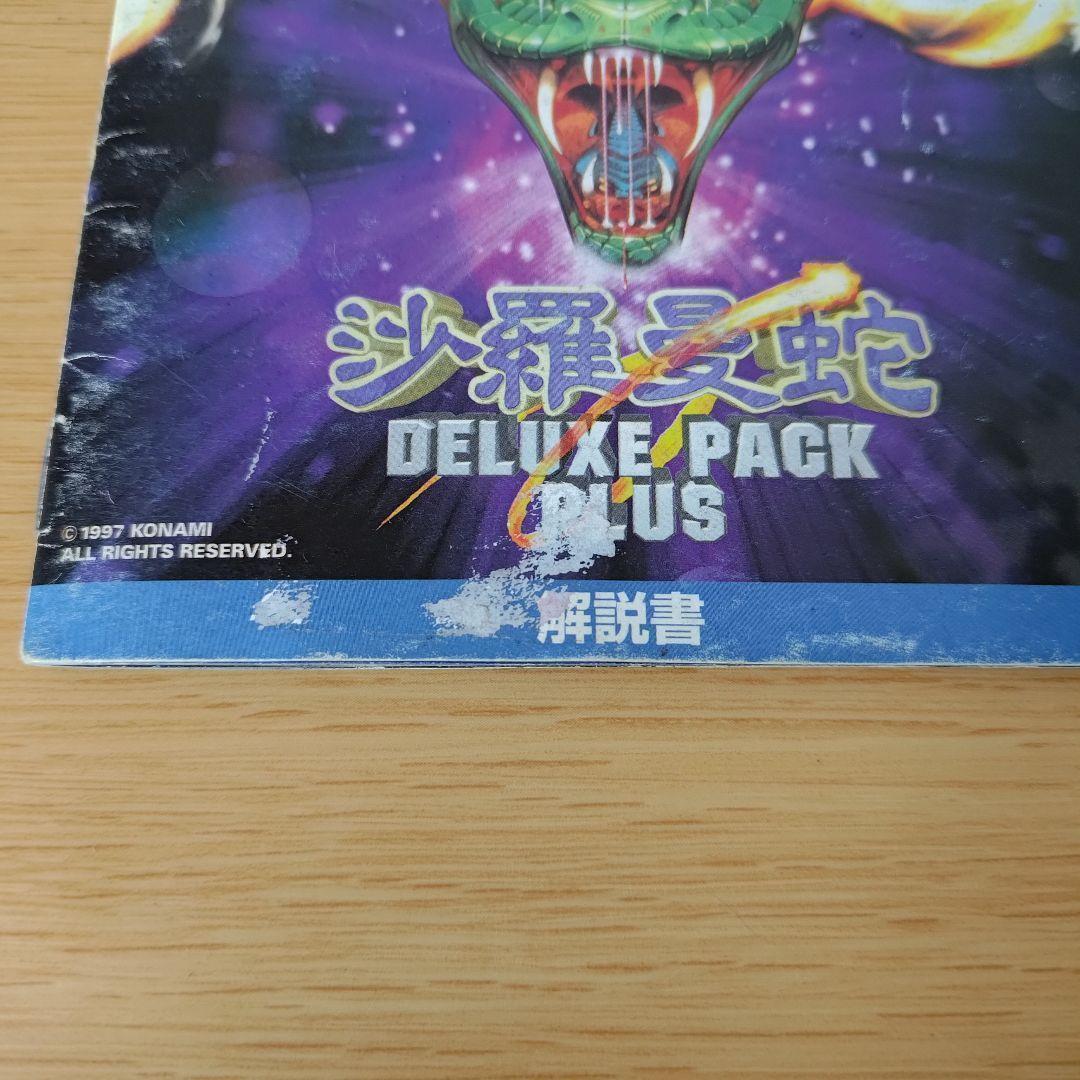 沙羅曼蛇
DELUXE PACK
PLUS
© 1997 KONAMI
ALL RIGHTS RESERVED.
解説書